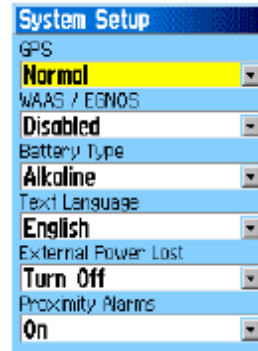 System Setup
GPS
Normal
WAAS / EGNOS
Disabled
Battery Type
Alkaline
Text Language
English
External Power Lost
Turn Off
Proximity Alarms
On